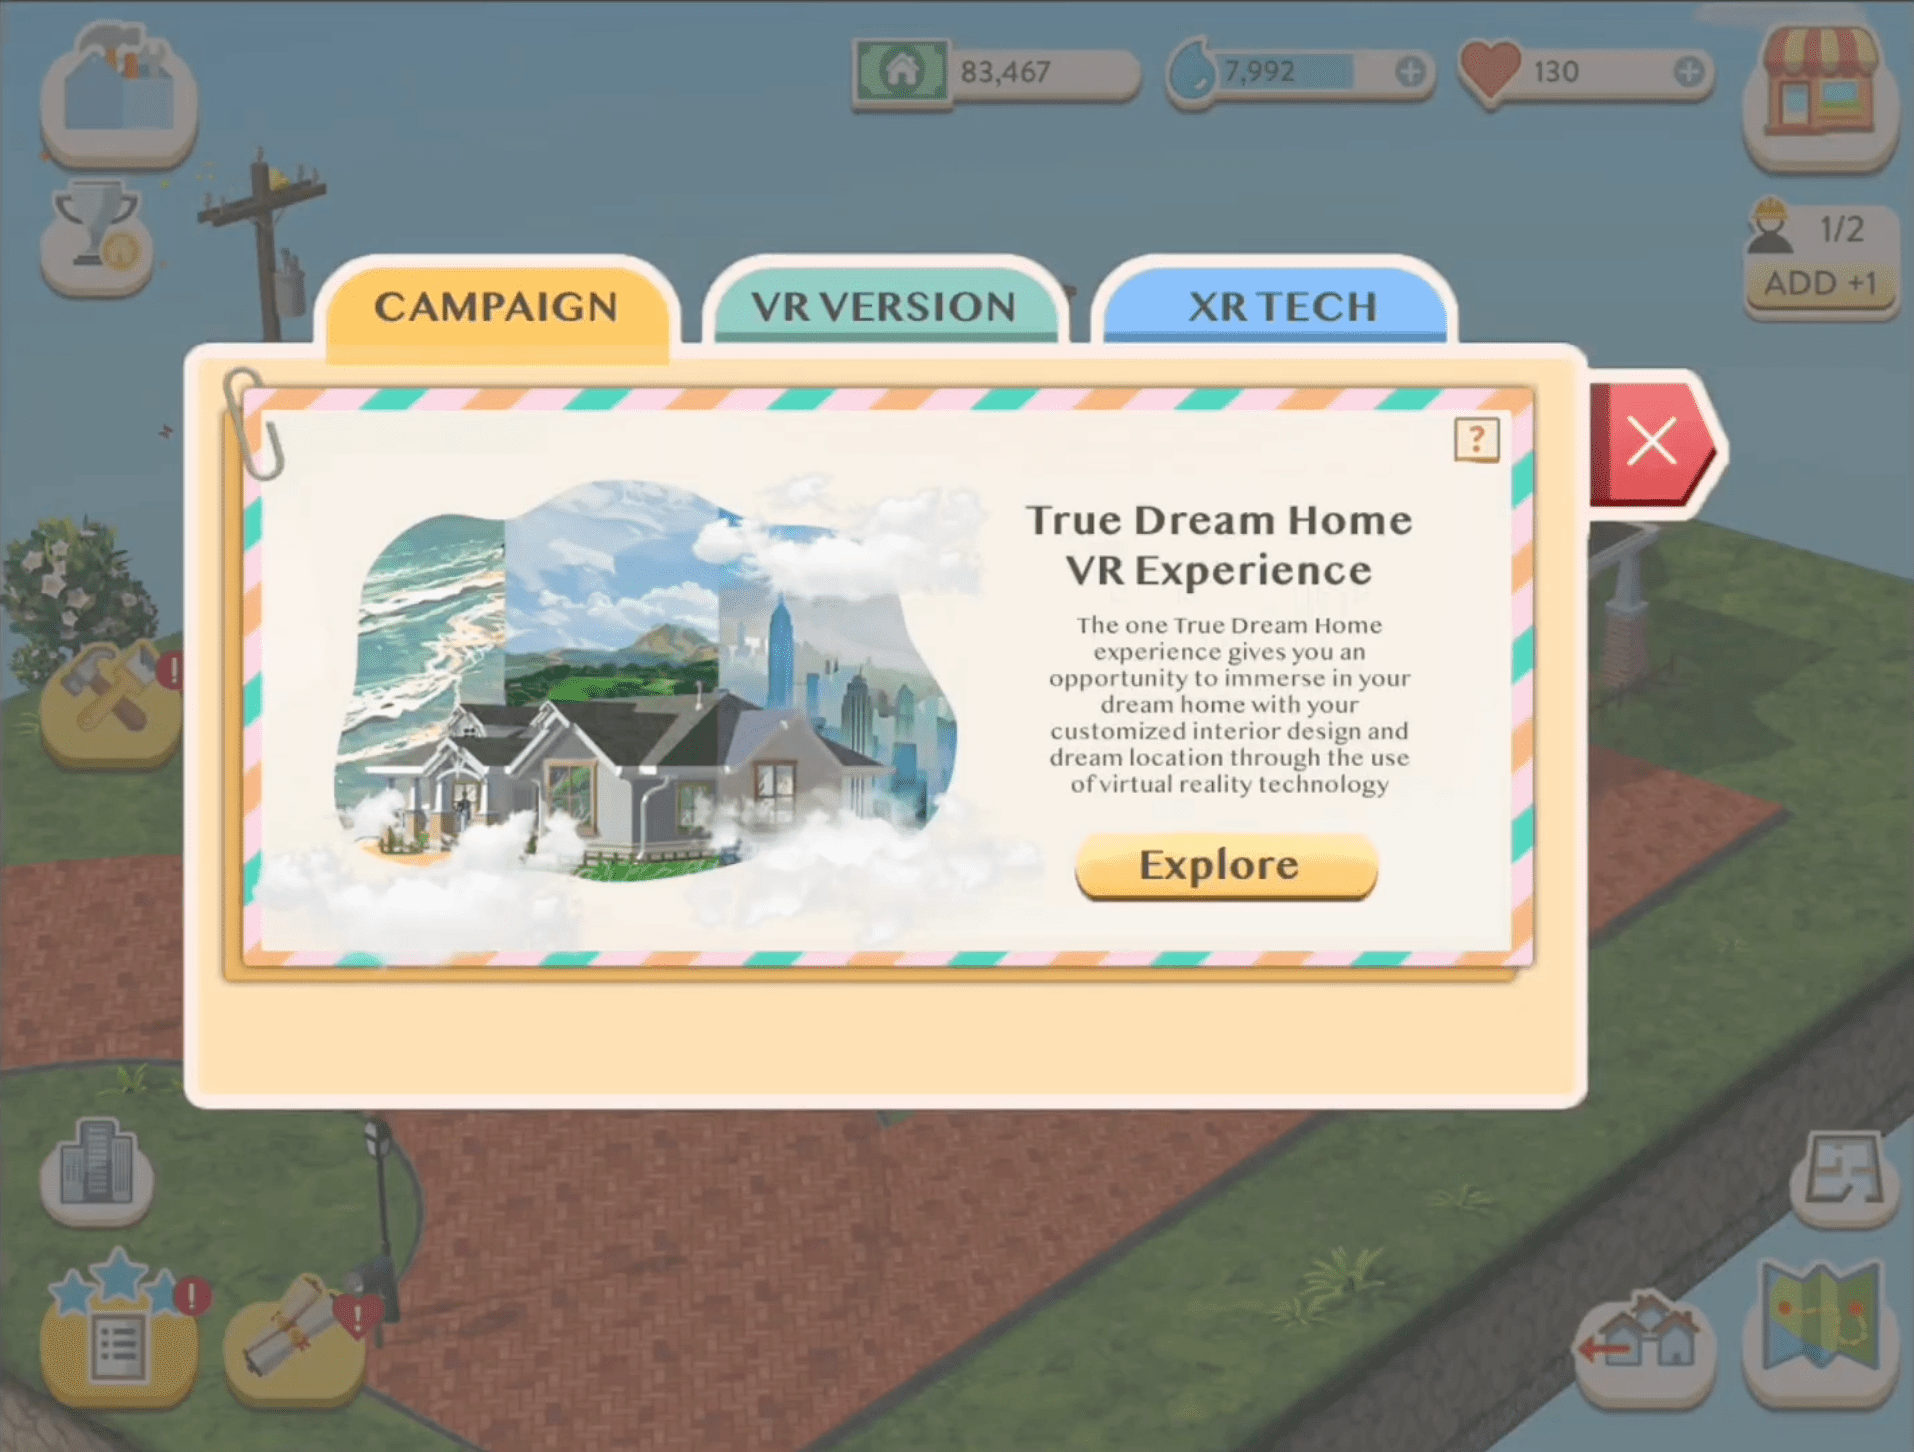 83,467
7,992
130
1/2
ADD +1
CAMPAIGN
VR VERSION
XR TECH
?
True Dream Home
VR Experience
The one True Dream Home
experience gives you an
opportunity to immerse in your
dream home with your
customized interior design and
dream location through the use
of virtual reality technology
Explore
!
!
!